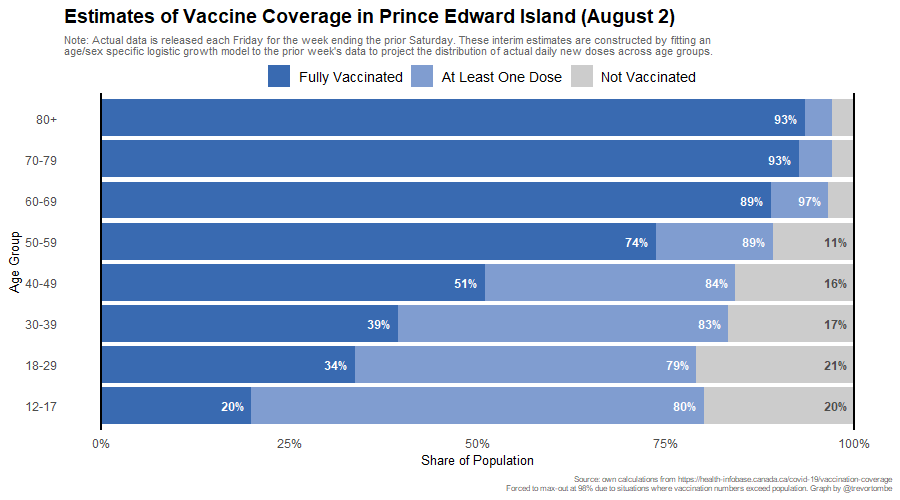 Estimates of Vaccine Coverage in Prince Edward Island (August 2)
Note: Actual data is released each Friday for the week ending the prior Saturday. These interim estimates are constructed by fitting an
age/sex specific logistic growth model to the prior week's data to project the distribution of actual daily new doses across age groups.
Fully Vaccinated At Least One Dose Not Vaccinated
80+ 93%
70-79 93%
60-69 89% 97%
50-59 74% 89% 11%
40-49 51% 84% 16%
30-39 39% 83% 17%
18-29 34% 79% 21%
12-17 20% 80% 20%
Age Group
0% 25% 50% 75% 100%
Share of Population
Source: own calculations from https://health-infobase.canada.ca/covid-19/vaccination-coverage
Forced to max-out at 98% due to situations where vaccination numbers exceed population. Graph by @trevortombe